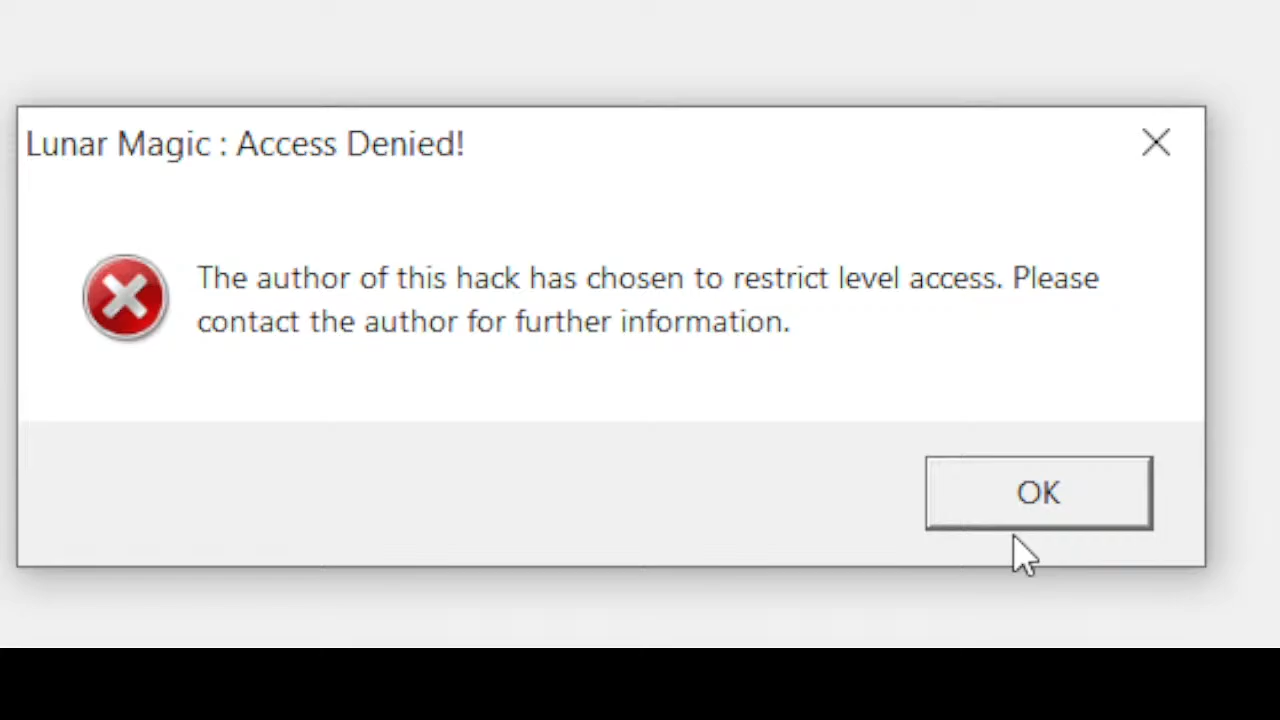 Lunar Magic : Access Denied!
The author of this hack has chosen to restrict level access. Please
contact the author for further information.
OK